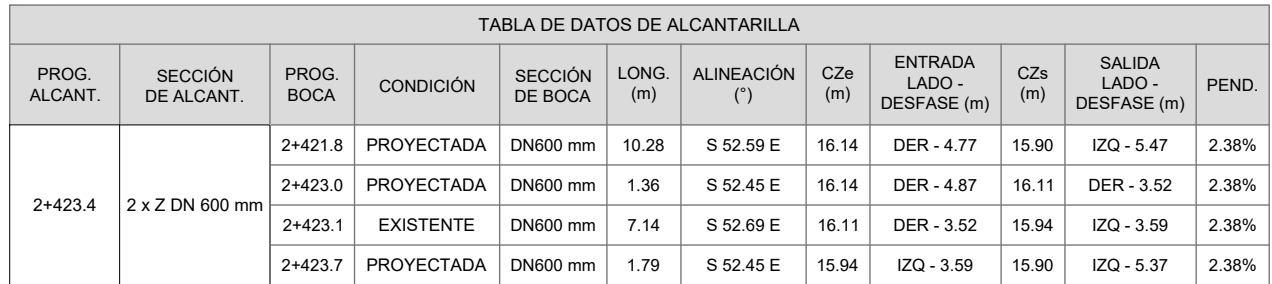 TABLA DE DATOS DE ALCANTARILLA
PROG. ALCANT. SECCIÓN DE ALCANT. PROG. BOCA CONDICIÓN SECCIÓN DE BOCA LONG. (m) ALINEACIÓN (°) CZe (m) ENTRADA LADO - DESFASE (m) CZs (m) SALIDA LADO - DESFASE (m) PEND.
2+423.4 2 x Z DN 600 mm
2+421.8 PROYECTADA DN600 mm 10.28 S 52.59 E 16.14 DER - 4.77 15.90 IZQ - 5.47 2.38%
2+423.0 PROYECTADA DN600 mm 1.36 S 52.45 E 16.14 DER - 4.87 16.11 DER - 3.52 2.38%
2+423.1 EXISTENTE DN600 mm 7.14 S 52.69 E 16.11 DER - 3.52 15.94 IZQ - 3.59 2.38%
2+423.7 PROYECTADA DN600 mm 1.79 S 52.45 E 15.94 IZQ - 3.59 15.90 IZQ - 5.37 2.38%